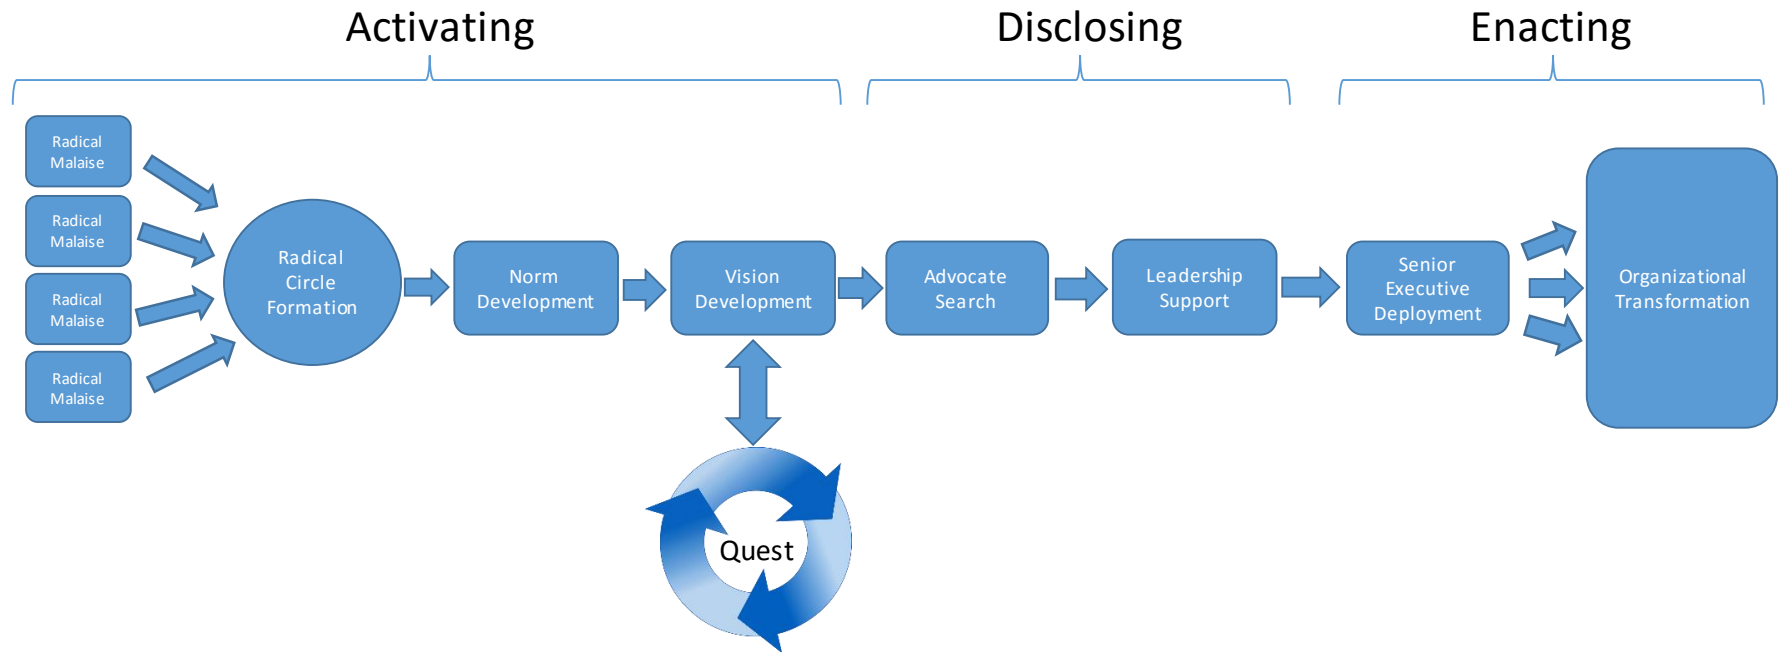 Activating
Disclosing
Enacting
Radical
Malaise
Radical
Malaise
Radical
Malaise
Radical
Malaise
Radical
Circle
Formation
Norm
Development
Vision
Development
Advocate
Search
Leadership
Support
Senior
Executive
Deployment
Organizational
Transformation
Quest